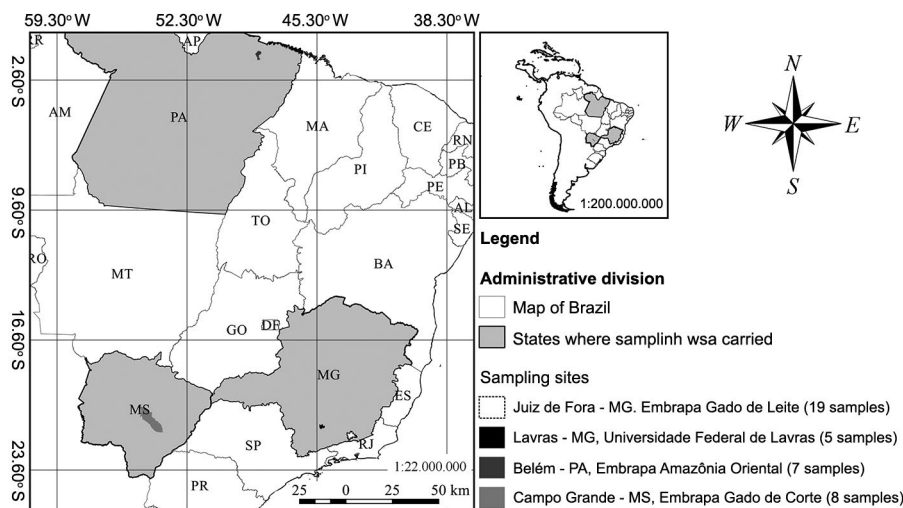 59.30°W 52.30°W 45.30°W 38.30°W
RR
AP
2.60°S
AM
PA
MA
CE
RN
PB
PI
PE
9.60°S
AL
TO
SE
BA
RO
MT
GO
DF
16.60°S
MG
ES
MS
SP
RJ
23.60°S
1:22.000.000
PR
25 0 25 50 km
1:200.000.000
N
W E
S
Legend
Administrative division
Map of Brazil
States where samplinh wsa carried
Sampling sites
Juiz de Fora - MG. Embrapa Gado de Leite (19 samples)
Lavras - MG, Universidade Federal de Lavras (5 samples)
Belém - PA, Embrapa Amazônia Oriental (7 samples)
Campo Grande - MS, Embrapa Gado de Corte (8 samples)